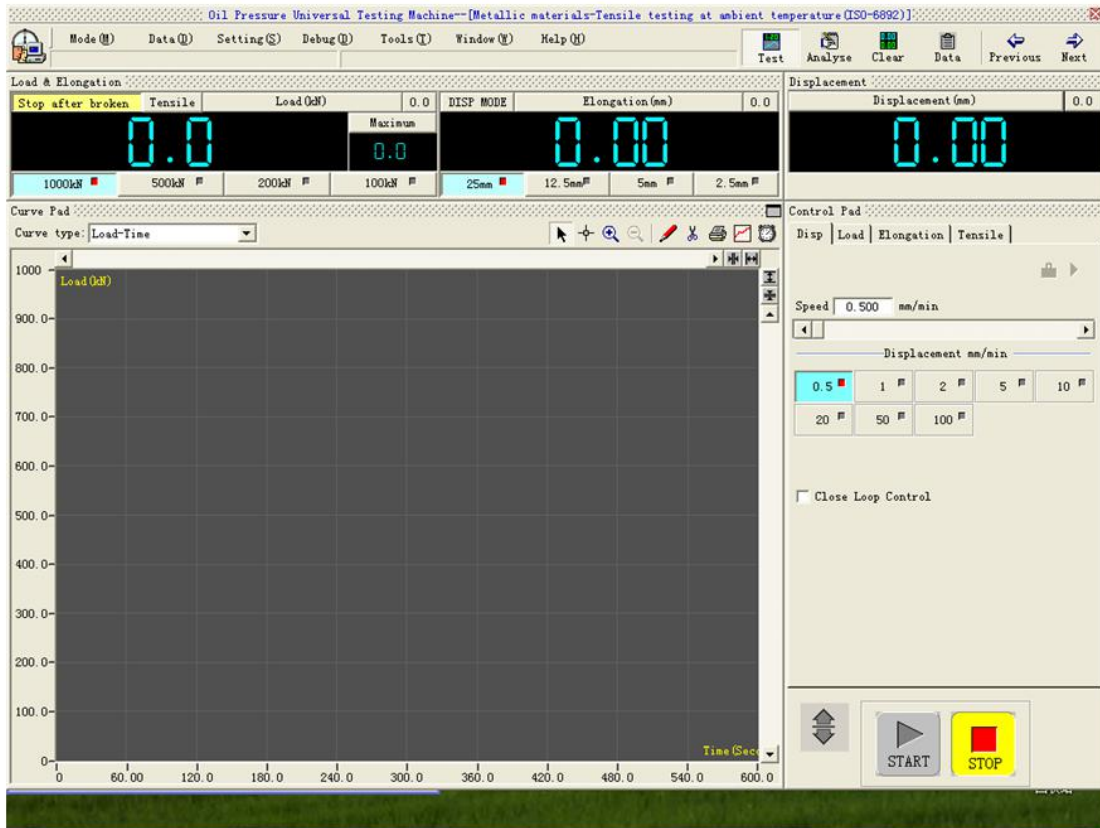 Oil Pressure Universal Testing Machine--[Metallic materials-Tensile testing at ambient temperature(ISO-6892)]
Mode(M) Data(D) Setting(S) Debug(D) Tools(T) Window(W) Help(H)
Test Analyse Clear Data Previous Next
Load & Elongation
Stop after broken Tensile Load(kN) 0.0 DISP MODE Elongation(mm) 0.0
0.0 Maximum 0.0 0.00
1000kN 500kN 200kN 100kN 25mm 12.5mm 5mm 2.5mm
Displacement
Displacement(mm) 0.0
0.00
Curve Pad
Curve type: Load-Time
Load(kN)
1000
900.0
800.0
700.0
600.0
500.0
400.0
300.0
200.0
100.0
0
Time(Sec
0 60.00 120.0 180.0 240.0 300.0 360.0 420.0 480.0 540.0 600.0
Control Pad
Disp Load Elongation Tensile
Speed 0.500 mm/min
Displacement mm/min
0.5 1 2 5 10
20 50 100
Close Loop Control
START STOP